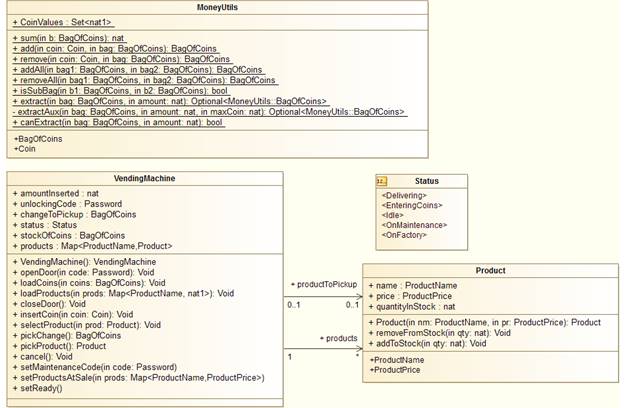 MoneyUtils
+ CoinValues : Set<nat1>
+ sum(in b: BagOfCoins): nat
+ add(in coin: Coin, in bag: BagOfCoins): BagOfCoins
+ remove(in coin: Coin, in bag: BagOfCoins): BagOfCoins
+ addAll(in bag1: BagOfCoins, in bag2: BagOfCoins): BagOfCoins
+ removeAll(in bag1: BagOfCoins, in bag2: BagOfCoins): BagOfCoins
+ isSubBag(in b1: BagOfCoins, in b2: BagOfCoins): bool
+ extract(in bag: BagOfCoins, in amount: nat): Optional<MoneyUtils::BagOfCoins>
- extractAux(in bag: BagOfCoins, in amount: nat, in maxCoin: nat): Optional<MoneyUtils::BagOfCoins>
+ canExtract(in bag: BagOfCoins, in amount: nat): bool
+BagOfCoins
+Coin
VendingMachine
+ amountInserted : nat
+ unlockingCode : Password
+ changeToPickup : BagOfCoins
+ status : Status
+ stockOfCoins : BagOfCoins
+ products : Map<ProductName,Product>
+ VendingMachine(): VendingMachine
+ openDoor(in code: Password): Void
+ loadCoins(in coins: BagOfCoins): Void
+ loadProducts(in prods: Map<ProductName, nat1>): Void
+ closeDoor(): Void
+ insertCoin(in coin: Coin): Void
+ selectProduct(in prod: Product): Void
+ pickChange(): BagOfCoins
+ pickProduct(): Product
+ cancel(): Void
+ setMaintenanceCode(in code: Password)
+ setProductsAtSale(in prods: Map<ProductName,ProductPrice>)
+ setReady()
Status
<Delivering>
<EnteringCoins>
<Idle>
<OnMaintenance>
<OnFactory>
+ productToPickup
0..1 0..1
+ products
1 *
Product
+ name : ProductName
+ price : ProductPrice
+ quantityInStock : nat
+ Product(in nm: ProductName, in pr: ProductPrice): Product
+ removeFromStock(in qty: nat): Void
+ addToStock(in qty: nat): Void
+ProductName
+ProductPrice